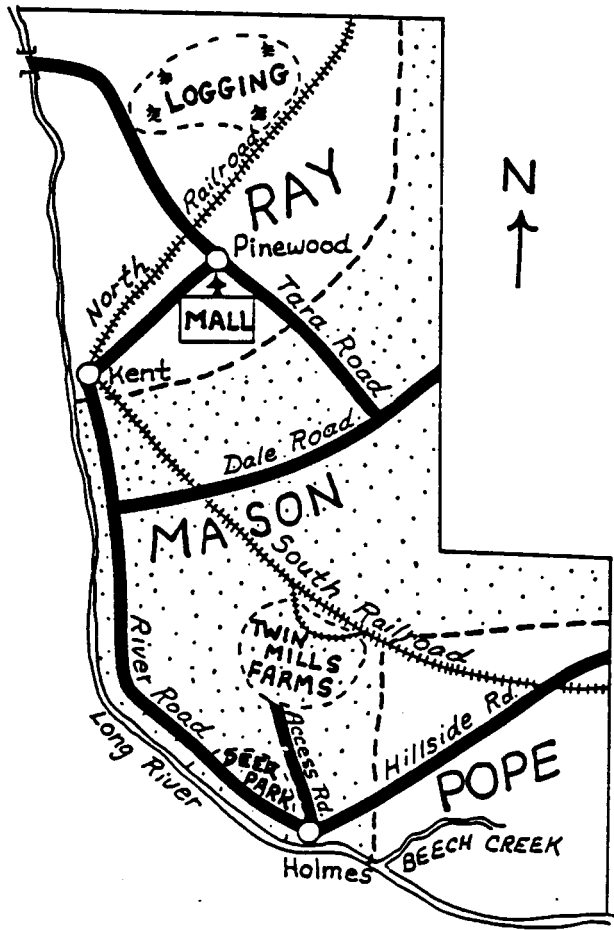 LOGGING
N
Railroad
RAY
Pinewood
North
Tara Road
MALL
Kent
Dale Road
MASON
South Railroad
TWIN
MILLS
FARMS
River Road
Access Rd.
Hillside Rd.
Long River
DEER
PARK
POPE
Holmes
BEECH CREEK